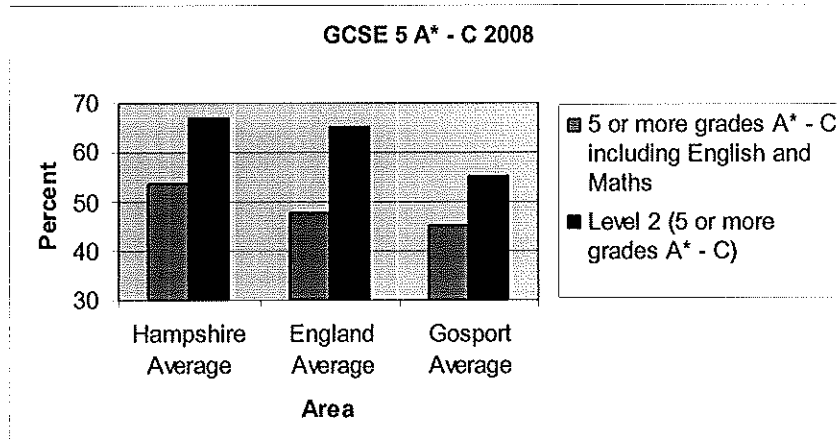 GCSE 5 A* - C 2008
Percent
70
60
50
40
30
Hampshire
Average
England
Average
Gosport
Average
Area
5 or more grades A* - C
including English and
Maths
Level 2 (5 or more
grades A* - C)